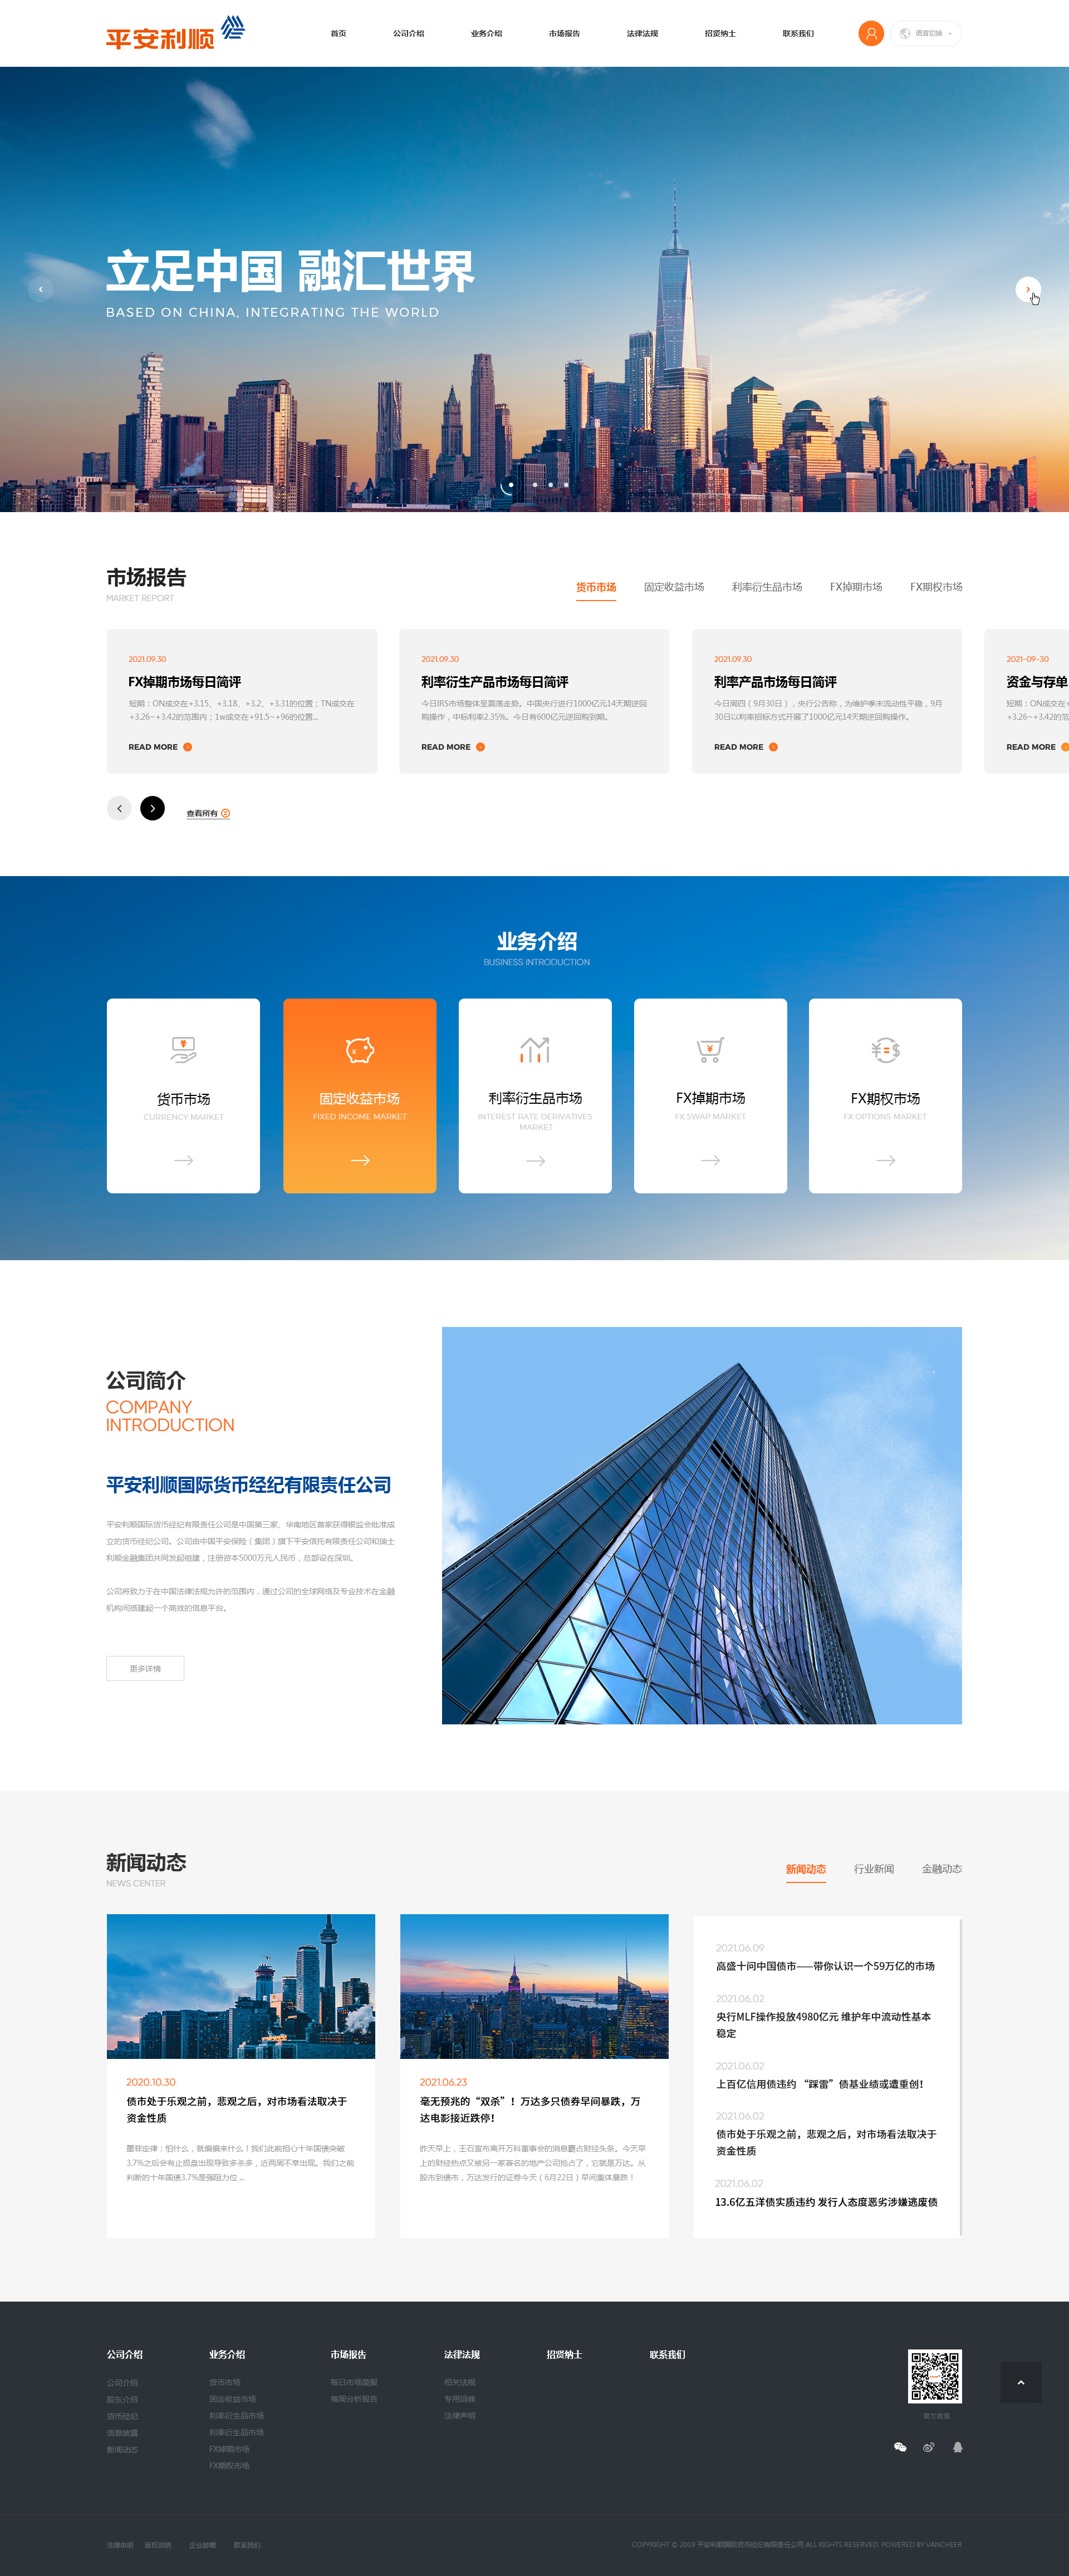 平安利顺
首页 公司介绍 业务介绍 市场报告 法律法规 招贤纳士 联系我们 语言切换
立足中国 融汇世界
BASED ON CHINA, INTEGRATING THE WORLD
市场报告
MARKET REPORT
货币市场 固定收益市场 利率衍生品市场 FX掉期市场 FX期权市场
2021.09.30
FX掉期市场每日简评
短期：ON成交在+3.15、+3.18、+3.2、+3.31的位置；TN成交在
+3.26~+3.42的范围内；1w成交在+91.5~+96的位置...
READ MORE
2021.09.30
利率衍生产品市场每日简评
今日IRS市场整体呈震荡走势。中国央行进行1000亿元14天期逆回
购操作，中标利率2.35%。今日有600亿元逆回购到期。
READ MORE
2021.09.30
利率产品市场每日简评
今日周四（9月30日），央行公告称，为维护季末流动性平稳，9月
30日以利率招标方式开展了1000亿元14天期逆回购操作。
READ MORE
2021-09-30
资金与存单
短期：ON成交在+
+3.26~+3.42的范
READ MORE
查看所有
业务介绍
BUSINESS INTRODUCTION
货币市场
CURRENCY MARKET
固定收益市场
FIXED INCOME MARKET
利率衍生品市场
INTEREST RATE DERIVATIVES
MARKET
FX掉期市场
FX SWAP MARKET
FX期权市场
FX OPTIONS MARKET
公司简介
COMPANY
INTRODUCTION
平安利顺国际货币经纪有限责任公司
平安利顺国际货币经纪有限责任公司是中国第三家、华南地区首家获得银监会批准成
立的货币经纪公司。公司由中国平安保险（集团）旗下平安信托有限责任公司和瑞士
利顺金融集团共同发起组建，注册资本5000万元人民币，总部设在深圳。
公司将致力于在中国法律法规允许的范围内，通过公司的全球网络及专业技术在金融
机构间搭建起一个高效的信息平台。
更多详情
新闻动态
NEWS CENTER
新闻动态 行业新闻 金融动态
2020.10.30
债市处于乐观之前，悲观之后，对市场看法取决于
资金性质
墨菲定律：怕什么，就偏偏来什么！我们此前担心十年国债突破
3.7%之后会有止损盘出现导致多杀多，近两周不幸出现。我们之前
判断的十年国债3.7%是强阻力位 ...
2021.06.23
毫无预兆的“双杀”！万达多只债券早间暴跌，万
达电影接近跌停！
昨天早上，王石宣布离开万科董事会的消息霸占财经头条。今天早
上的财经热点又被另一家著名的地产公司抢占了，它就是万达。从
股市到债市，万达发行的证券今天（6月22日）早间集体暴跌！
2021.06.09
高盛十问中国债市——带你认识一个59万亿的市场
2021.06.02
央行MLF操作投放4980亿元 维护年中流动性基本
稳定
2021.06.02
上百亿信用债违约 “踩雷”债基业绩或遭重创！
2021.06.02
债市处于乐观之前，悲观之后，对市场看法取决于
资金性质
2021.06.02
13.6亿五洋债实质违约 发行人态度恶劣涉嫌逃废债
公司介绍 业务介绍 市场报告 法律法规 招贤纳士 联系我们
公司介绍
股东介绍
货币经纪
信息披露
新闻动态
货币市场
固定收益市场
利率衍生品市场
利率衍生品市场
FX掉期市场
FX期权市场
每日市场简报
每周分析报告
相关法规
专用词典
法律声明
官方微信
法律申明 版权说明 企业邮箱 联系我们
COPYRIGHT © 2019 平安利顺国际货币经纪有限责任公司 ALL RIGHTS RESERVED. POWERED BY VANCHEER